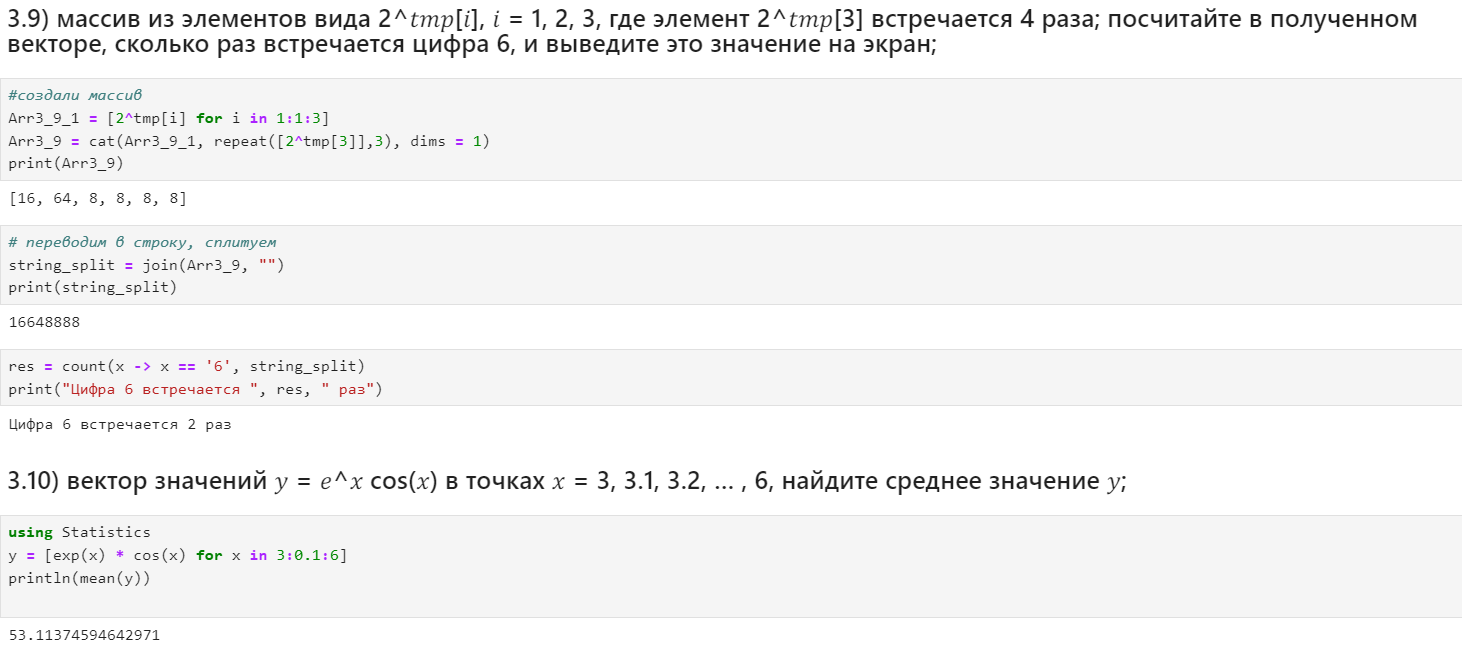 3.9) массив из элементов вида 2^tmp[i], i = 1, 2, 3, где элемент 2^tmp[3] встречается 4 раза; посчитайте в полученном
векторе, сколько раз встречается цифра 6, и выведите это значение на экран;
#создали массив
Arr3_9_1 = [2^tmp[i] for i in 1:1:3]
Arr3_9 = cat(Arr3_9_1, repeat([2^tmp[3]],3), dims = 1)
print(Arr3_9)
[16, 64, 8, 8, 8, 8]
# переводим в строку, сплитуем
string_split = join(Arr3_9, "")
print(string_split)
16648888
res = count(x -> x == '6', string_split)
print("Цифра 6 встречается ", res, " раз")
Цифра 6 встречается 2 раз
3.10) вектор значений y = e^x cos(x) в точках x = 3, 3.1, 3.2, … , 6, найдите среднее значение y;
using Statistics
y = [exp(x) * cos(x) for x in 3:0.1:6]
println(mean(y))
53.11374594642971